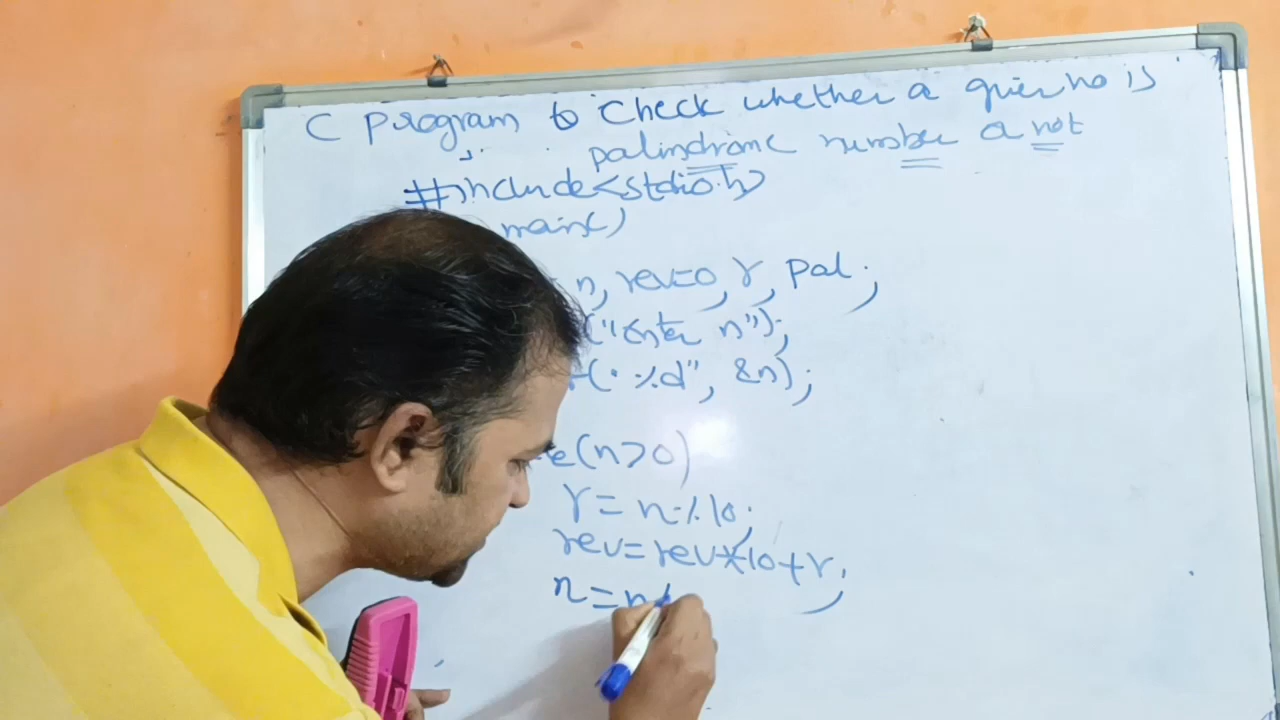 C program to check whether a given no is
palindrome number or not
#include<stdio.h>
main()
n, rev=0, r, pal;
("Enter n");
("%d", &n);
e(n>0)
r=n%10;
rev=rev*10+r;
n=n/